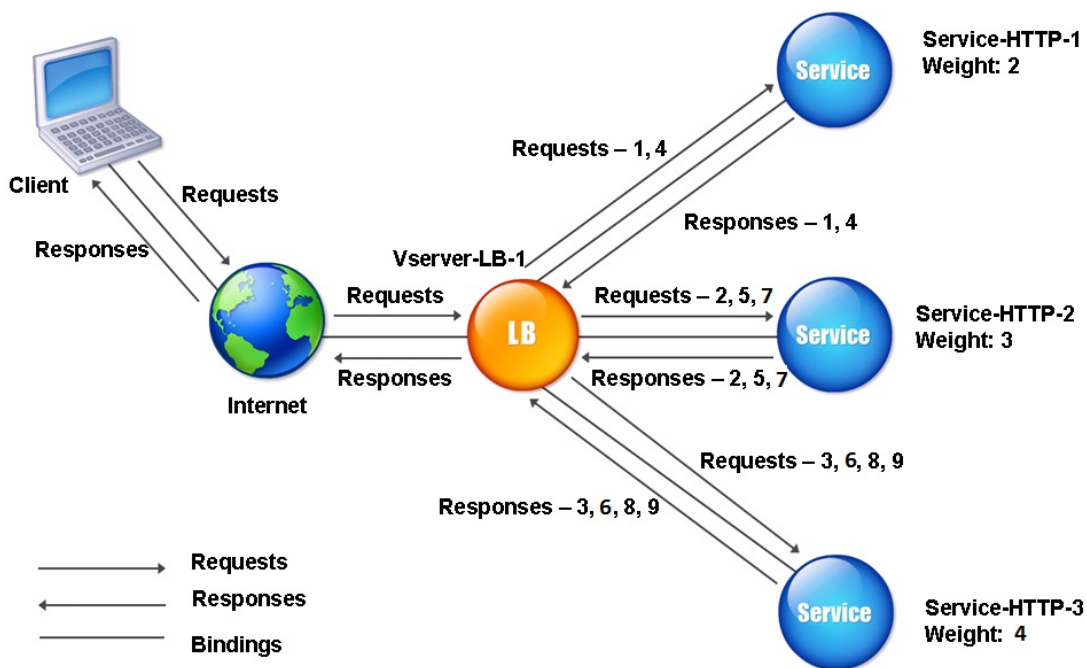 Service-HTTP-1
Weight: 2
Service
Requests – 1, 4
Client
Requests
Responses
Responses – 1, 4
Vserver-LB-1
Requests
Requests – 2, 5, 7
Service-HTTP-2
Weight: 3
LB
Service
Responses
Responses – 2, 5, 7
Internet
Requests – 3, 6, 8, 9
Responses – 3, 6, 8, 9
Requests
Responses
Bindings
Service
Service-HTTP-3
Weight: 4